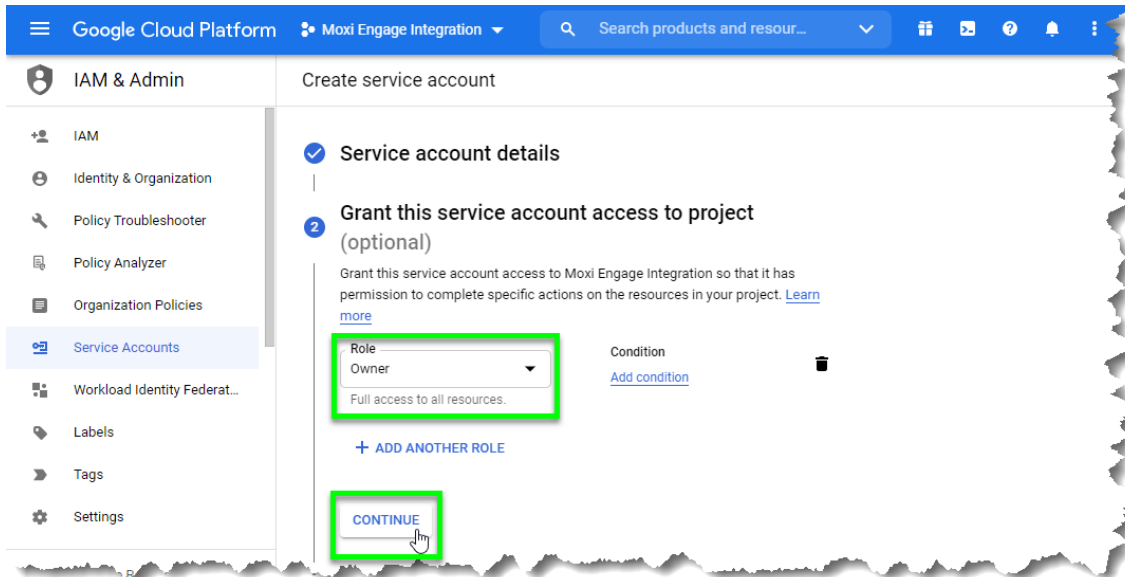 Google Cloud Platform
Moxi Engage Integration
Search products and resour...
IAM & Admin
Create service account
IAM
Identity & Organization
Policy Troubleshooter
Policy Analyzer
Organization Policies
Service Accounts
Workload Identity Federat...
Labels
Tags
Settings
Service account details
2
Grant this service account access to project
(optional)
Grant this service account access to Moxi Engage Integration so that it has
permission to complete specific actions on the resources in your project. Learn
more
Role
Owner
Full access to all resources.
Condition
Add condition
+ ADD ANOTHER ROLE
CONTINUE